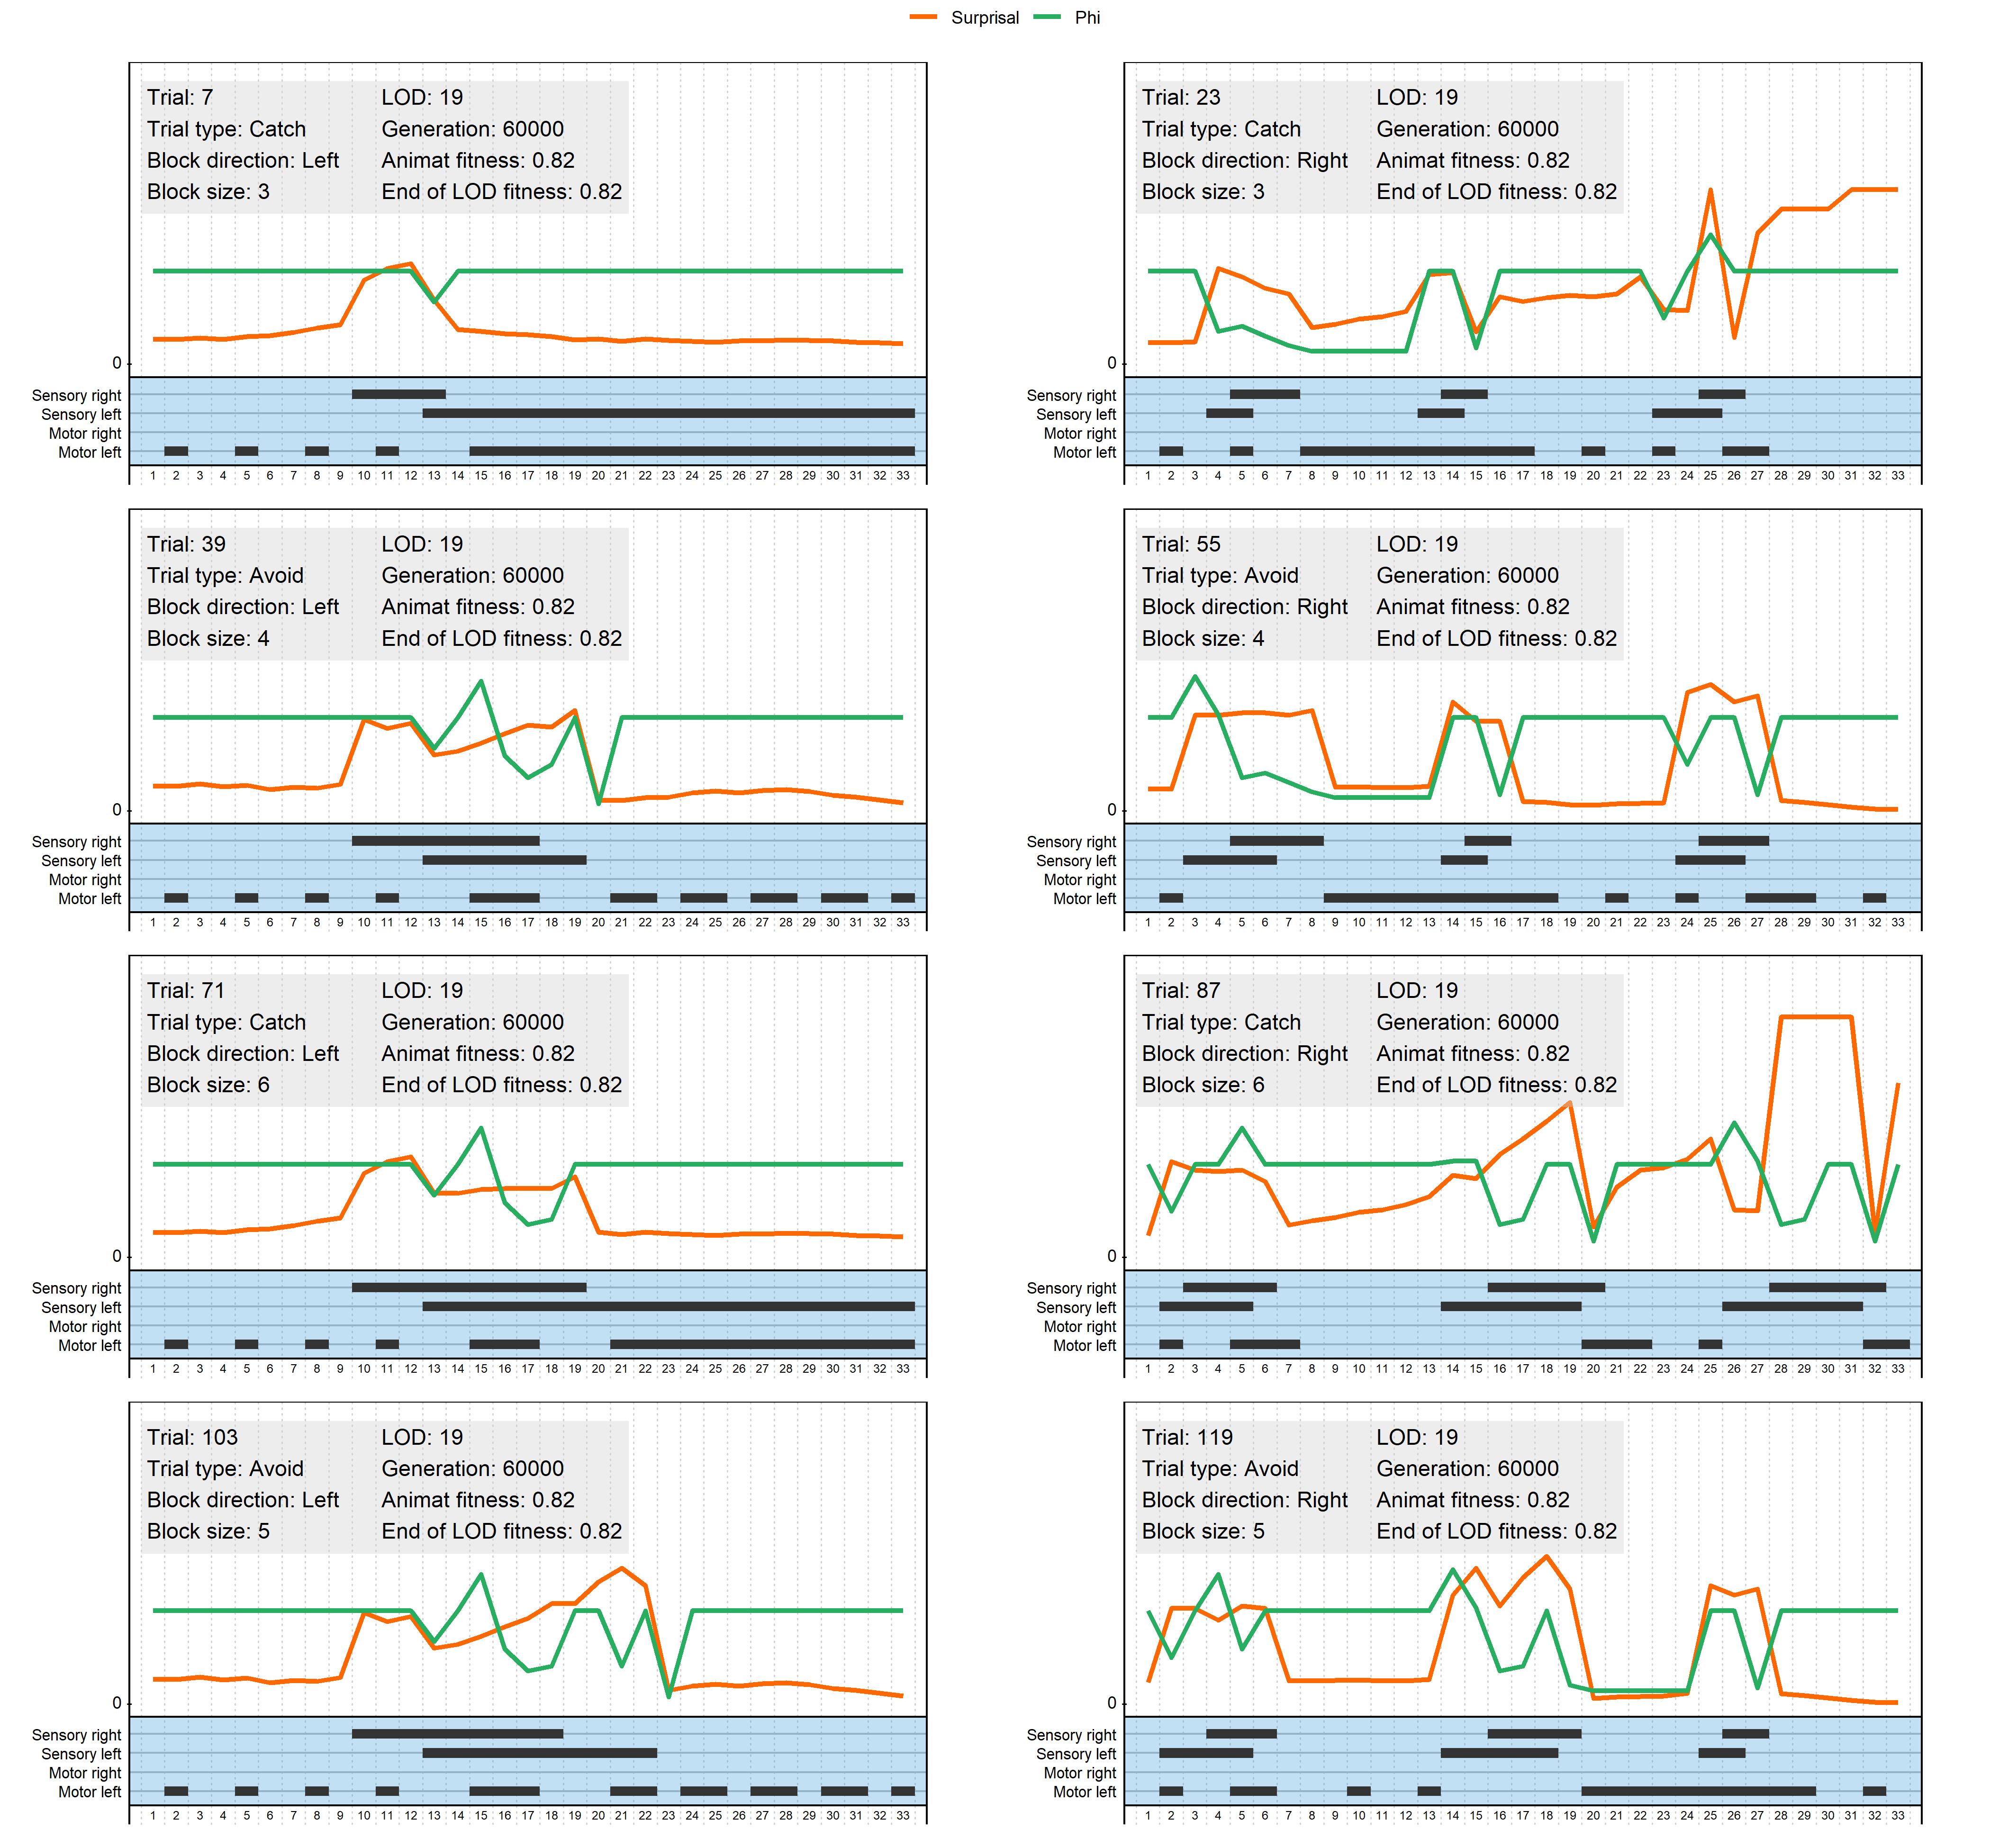 Surprisal Phi
Trial: 7 LOD: 19
Trial type: Catch Generation: 60000
Block direction: Left Animat fitness: 0.82
Block size: 3 End of LOD fitness: 0.82
0
Sensory right
Sensory left
Motor right
Motor left
1 2 3 4 5 6 7 8 9 10 11 12 13 14 15 16 17 18 19 20 21 22 23 24 25 26 27 28 29 30 31 32 33
Trial: 23 LOD: 19
Trial type: Catch Generation: 60000
Block direction: Right Animat fitness: 0.82
Block size: 3 End of LOD fitness: 0.82
0
Sensory right
Sensory left
Motor right
Motor left
1 2 3 4 5 6 7 8 9 10 11 12 13 14 15 16 17 18 19 20 21 22 23 24 25 26 27 28 29 30 31 32 33
Trial: 39 LOD: 19
Trial type: Avoid Generation: 60000
Block direction: Left Animat fitness: 0.82
Block size: 4 End of LOD fitness: 0.82
0
Sensory right
Sensory left
Motor right
Motor left
1 2 3 4 5 6 7 8 9 10 11 12 13 14 15 16 17 18 19 20 21 22 23 24 25 26 27 28 29 30 31 32 33
Trial: 55 LOD: 19
Trial type: Avoid Generation: 60000
Block direction: Right Animat fitness: 0.82
Block size: 4 End of LOD fitness: 0.82
0
Sensory right
Sensory left
Motor right
Motor left
1 2 3 4 5 6 7 8 9 10 11 12 13 14 15 16 17 18 19 20 21 22 23 24 25 26 27 28 29 30 31 32 33
Trial: 71 LOD: 19
Trial type: Catch Generation: 60000
Block direction: Left Animat fitness: 0.82
Block size: 6 End of LOD fitness: 0.82
0
Sensory right
Sensory left
Motor right
Motor left
1 2 3 4 5 6 7 8 9 10 11 12 13 14 15 16 17 18 19 20 21 22 23 24 25 26 27 28 29 30 31 32 33
Trial: 87 LOD: 19
Trial type: Catch Generation: 60000
Block direction: Right Animat fitness: 0.82
Block size: 6 End of LOD fitness: 0.82
0
Sensory right
Sensory left
Motor right
Motor left
1 2 3 4 5 6 7 8 9 10 11 12 13 14 15 16 17 18 19 20 21 22 23 24 25 26 27 28 29 30 31 32 33
Trial: 103 LOD: 19
Trial type: Avoid Generation: 60000
Block direction: Left Animat fitness: 0.82
Block size: 5 End of LOD fitness: 0.82
0
Sensory right
Sensory left
Motor right
Motor left
1 2 3 4 5 6 7 8 9 10 11 12 13 14 15 16 17 18 19 20 21 22 23 24 25 26 27 28 29 30 31 32 33
Trial: 119 LOD: 19
Trial type: Avoid Generation: 60000
Block direction: Right Animat fitness: 0.82
Block size: 5 End of LOD fitness: 0.82
0
Sensory right
Sensory left
Motor right
Motor left
1 2 3 4 5 6 7 8 9 10 11 12 13 14 15 16 17 18 19 20 21 22 23 24 25 26 27 28 29 30 31 32 33